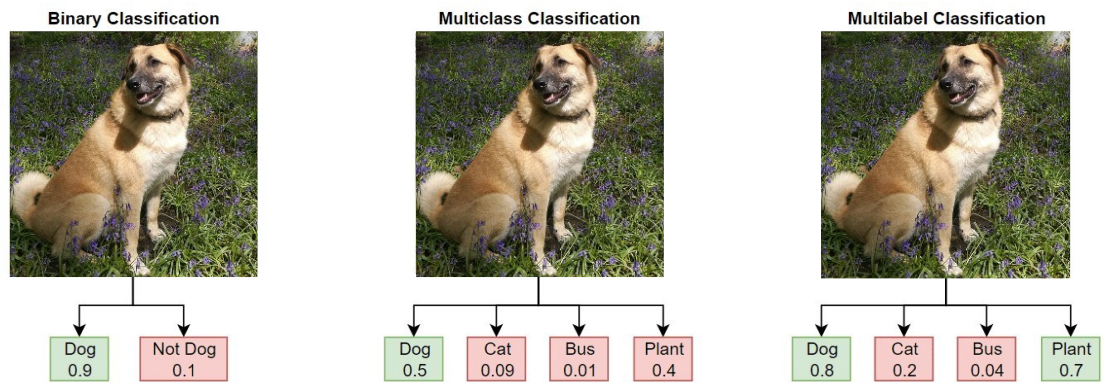 Binary Classification
Dog
0.9
Not Dog
0.1
Multiclass Classification
Dog
0.5
Cat
0.09
Bus
0.01
Plant
0.4
Multilabel Classification
Dog
0.8
Cat
0.2
Bus
0.04
Plant
0.7